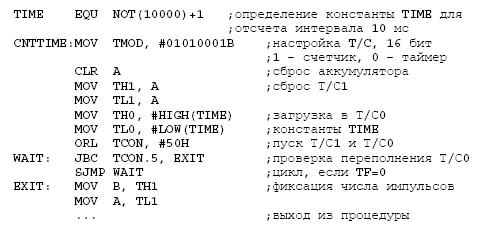 TIME EQU NOT(10000)+1 ;определение константы TIME для
;отсчета интервала 10 мс
CNTTIME:MOV TMOD, #01010001B ;настройка T/C, 16 бит
;1 – счетчик, 0 – таймер
CLR A ;сброс аккумулятора
MOV TH1, A ;сброс T/C1
MOV TL1, A
MOV TH0, #HIGH(TIME) ;загрузка в T/C0
MOV TL0, #LOW(TIME) ;константы TIME
ORL TCON, #50H ;пуск T/C1 и T/C0
WAIT: JBC TCON.5, EXIT ;проверка переполнения T/C0
SJMP WAIT ;цикл, если TF=0
EXIT: MOV B, TH1 ;фиксация числа импульсов
MOV A, TL1
... ;выход из процедуры